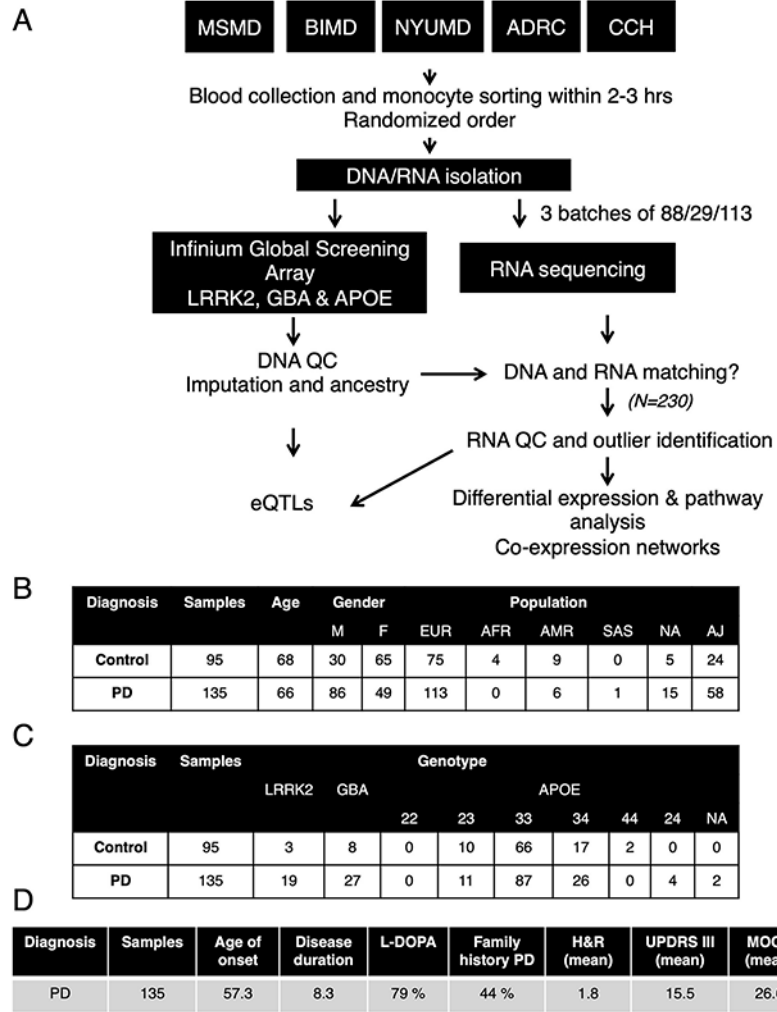 A
MSMD BIMD NYUMD ADRC CCH
Blood collection and monocyte sorting within 2-3 hrs
Randomized order
DNA/RNA isolation
3 batches of 88/29/113
Infinium Global Screening
Array
LRRK2, GBA & APOE
RNA sequencing
DNA QC
Imputation and ancestry
DNA and RNA matching?
(N=230)
RNA QC and outlier identification
eQTLs
Differential expression & pathway
analysis
Co-expression networks
B
Diagnosis Samples Age Gender Population
M F EUR AFR AMR SAS NA AJ
Control 95 68 30 65 75 4 9 0 5 24
PD 135 66 86 49 113 0 6 1 15 58
C
Diagnosis Samples Genotype
LRRK2 GBA APOE
22 23 33 34 44 24 NA
Control 95 3 8 0 10 66 17 2 0 0
PD 135 19 27 0 11 87 26 0 4 2
D
Diagnosis Samples Age of Disease L-DOPA Family H&R UPDRS III
onset duration history PD (mean) (mean)
PD 135 57.3 8.3 79 % 44 % 1.8 15.5